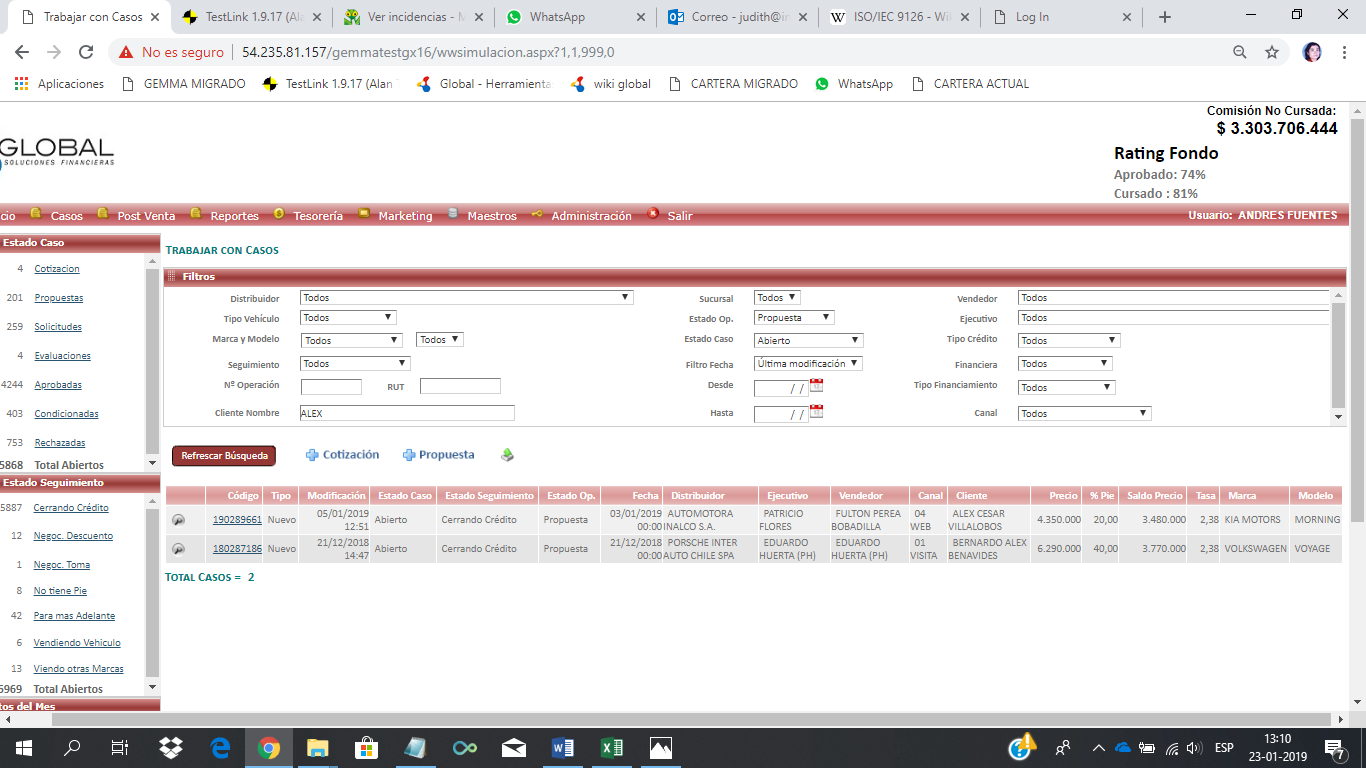 Trabajar con Casos
TestLink 1.9.17 (Ala
Ver incidencias - M
WhatsApp
Correo - judith@in
ISO/IEC 9126 - Wi
Log In
No es seguro 54.235.81.157/gemmatestgx16/wwsimulacion.aspx?1,1,999,0
Aplicaciones
GEMMA MIGRADO
TestLink 1.9.17 (Alan
Global - Herramienta
wiki global
CARTERA MIGRADO
WhatsApp
CARTERA ACTUAL
GLOBAL
SOLUCIONES FINANCIERAS
Comisión No Cursada:
$ 3.303.706.444
Rating Fondo
Aprobado: 74%
Cursado : 81%
cio Casos Post Venta Reportes Tesorería Marketing Maestros Administración Salir Usuario: ANDRES FUENTES
Estado Caso
4 Cotizacion
201 Propuestas
259 Solicitudes
4 Evaluaciones
4244 Aprobadas
403 Condicionadas
753 Rechazadas
5868 Total Abiertos
Estado Seguimiento
5887 Cerrando Crédito
12 Negoc. Descuento
1 Negoc. Toma
8 No tiene Pie
42 Para mas Adelante
6 Vendiendo Vehiculo
13 Viendo otras Marcas
5969 Total Abiertos
tos del Mes
TRABAJAR CON CASOS
Filtros
Distribuidor Todos Sucursal Todos Vendedor Todos
Tipo Vehículo Todos Estado Op. Propuesta Ejecutivo Todos
Marca y Modelo Todos Todos Estado Caso Abierto Tipo Crédito Todos
Seguimiento Todos Filtro Fecha Última modificación Financiera Todos
Nº Operación RUT Desde / / Tipo Financiamiento Todos
Cliente Nombre ALEX Hasta / / Canal Todos
Refrescar Búsqueda Cotización Propuesta
Código Tipo Modificación Estado Caso Estado Seguimiento Estado Op. Fecha Distribuidor Ejecutivo Vendedor Canal Cliente Precio % Pie Saldo Precio Tasa Marca Modelo
190289661 Nuevo 05/01/2019 12:51 Abierto Cerrando Crédito Propuesta 03/01/2019 00:00 AUTOMOTORA INALCO S.A. PATRICIO FLORES FULTON PEREA BOBADILLA 04 WEB ALEX CESAR VILLALOBOS 4.350.000 20,00 3.480.000 2,38 KIA MOTORS MORNING
180287186 Nuevo 21/12/2018 14:47 Abierto Cerrando Crédito Propuesta 21/12/2018 00:00 PORSCHE INTER AUTO CHILE SPA EDUARDO HUERTA (PH) EDUARDO HUERTA (PH) 01 VISITA BERNARDO ALEX BENAVIDES 6.290.000 40,00 3.770.000 2,38 VOLKSWAGEN VOYAGE
TOTAL CASOS = 2
ESP
13:10
23-01-2019
7